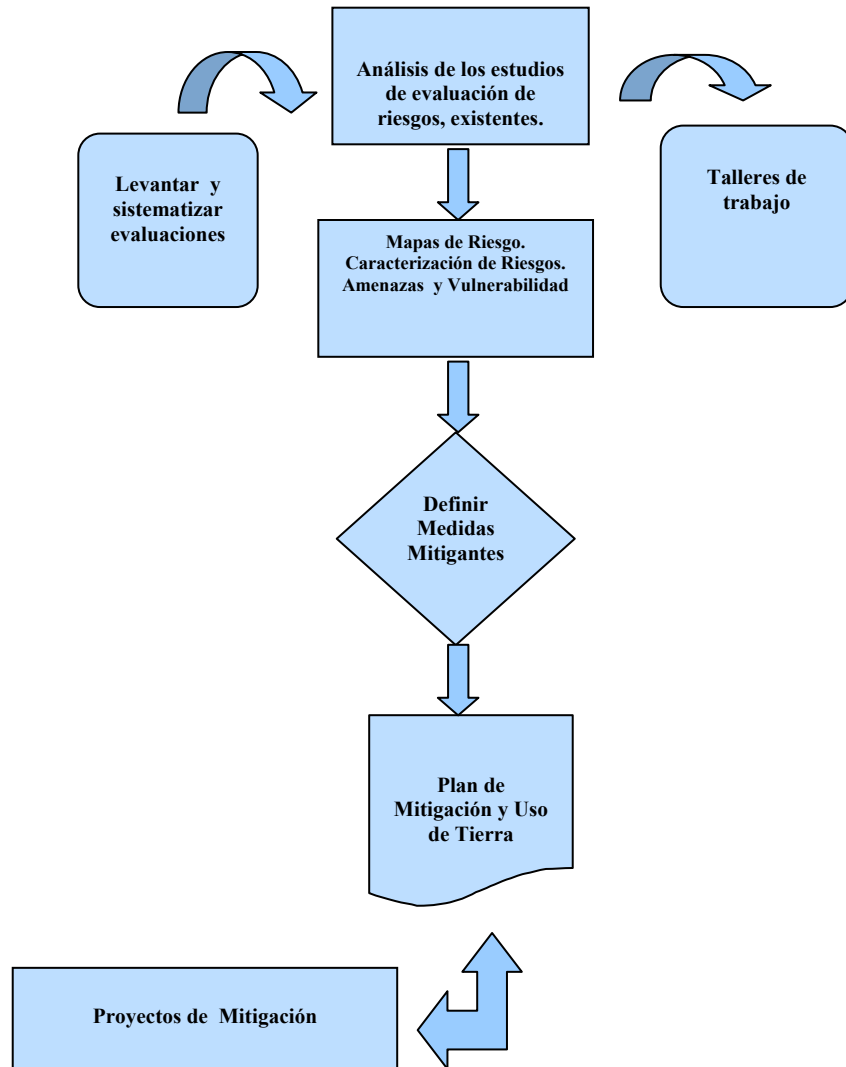 Análisis de los estudios
de evaluación de
riesgos, existentes.
Levantar y
sistematizar
evaluaciones
Talleres de
trabajo
Mapas de Riesgo.
Caracterización de Riesgos.
Amenazas y Vulnerabilidad
Definir
Medidas
Mitigantes
Plan de
Mitigación y Uso
de Tierra
Proyectos de Mitigación